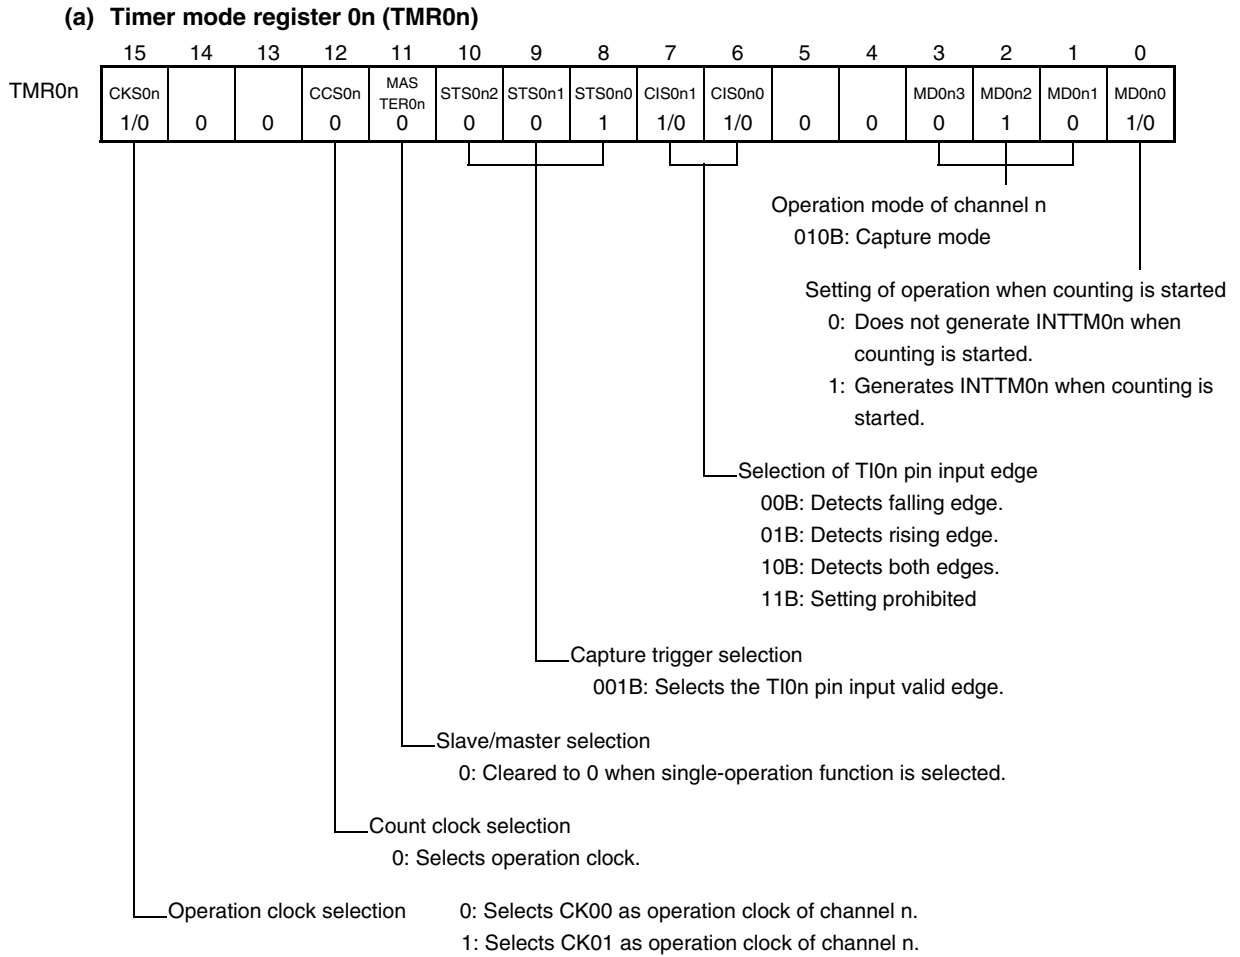 (a) Timer mode register 0n (TMR0n)
15 14 13 12 11 10 9 8 7 6 5 4 3 2 1 0
TMR0n CKS0n CCS0n MAS TER0n STS0n2 STS0n1 STS0n0 CIS0n1 CIS0n0 MD0n3 MD0n2 MD0n1 MD0n0
1/0 0 0 0 0 0 0 1 1/0 1/0 0 0 0 1 0 1/0
Operation mode of channel n
010B: Capture mode
Setting of operation when counting is started
0: Does not generate INTTM0n when
counting is started.
1: Generates INTTM0n when counting is
started.
Selection of TI0n pin input edge
00B: Detects falling edge.
01B: Detects rising edge.
10B: Detects both edges.
11B: Setting prohibited
Capture trigger selection
001B: Selects the TI0n pin input valid edge.
Slave/master selection
0: Cleared to 0 when single-operation function is selected.
Count clock selection
0: Selects operation clock.
Operation clock selection 0: Selects CK00 as operation clock of channel n.
1: Selects CK01 as operation clock of channel n.